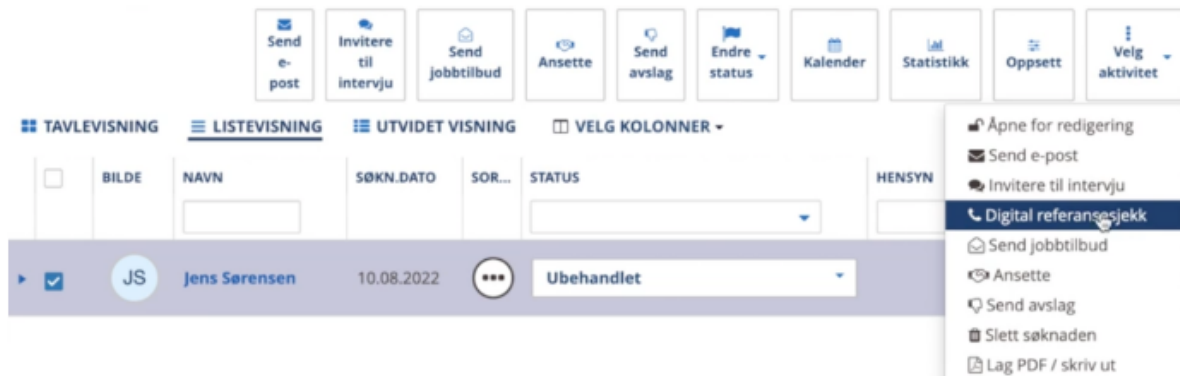 Send
e-
post
Invitere
til
intervju
Send
jobbtilbud
Ansette
Send
avslag
Endre
status
Kalender
Statistikk
Oppsett
Velg
aktivitet
TAVLEVISNING
LISTEVISNING
UTVIDET VISNING
VELG KOLONNER
BILDE
NAVN
SØKN.DATO
SOR...
STATUS
HENSYN
JS
Jens Sørensen
10.08.2022
Ubehandlet
Åpne for redigering
Send e-post
Invitere til intervju
Digital referansesjekk
Send jobbtilbud
Ansette
Send avslag
Slett søknaden
Lag PDF / skriv ut